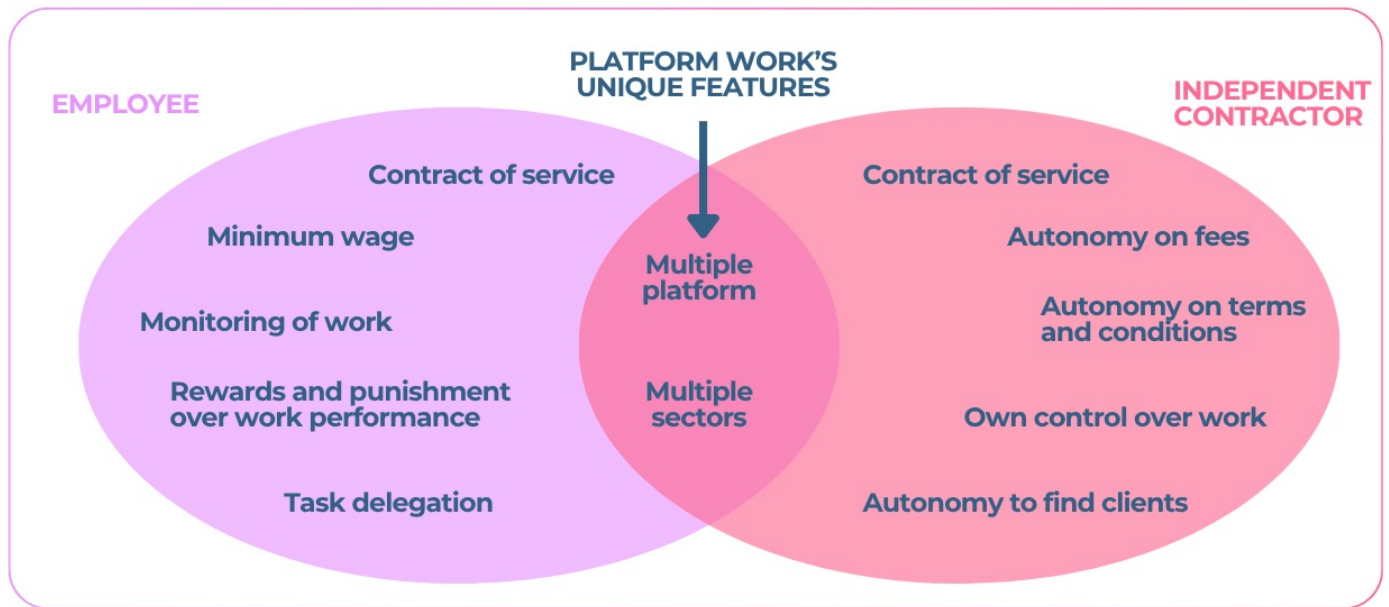 PLATFORM WORK'S
UNIQUE FEATURES
EMPLOYEE
INDEPENDENT
CONTRACTOR
Contract of service
Minimum wage
Monitoring of work
Rewards and punishment
over work performance
Task delegation
Multiple
platform
Multiple
sectors
Contract of service
Autonomy on fees
Autonomy on terms
and conditions
Own control over work
Autonomy to find clients